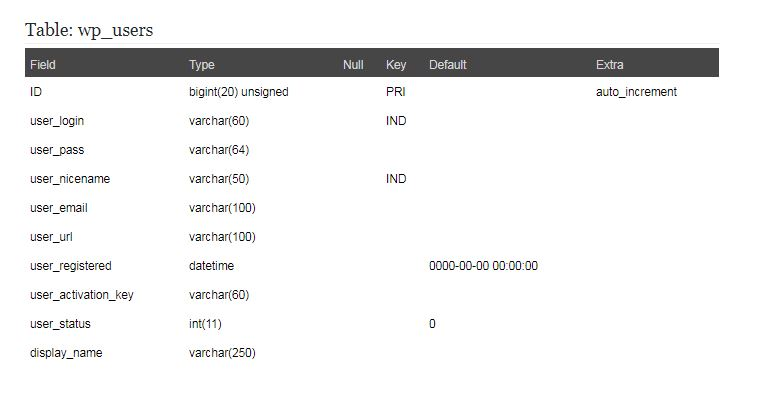 Table: wp_users
Field Type Null Key Default Extra
ID bigint(20) unsigned PRI auto_increment
user_login varchar(60) IND
user_pass varchar(64)
user_nicename varchar(50) IND
user_email varchar(100)
user_url varchar(100)
user_registered datetime 0000-00-00 00:00:00
user_activation_key varchar(60)
user_status int(11) 0
display_name varchar(250)